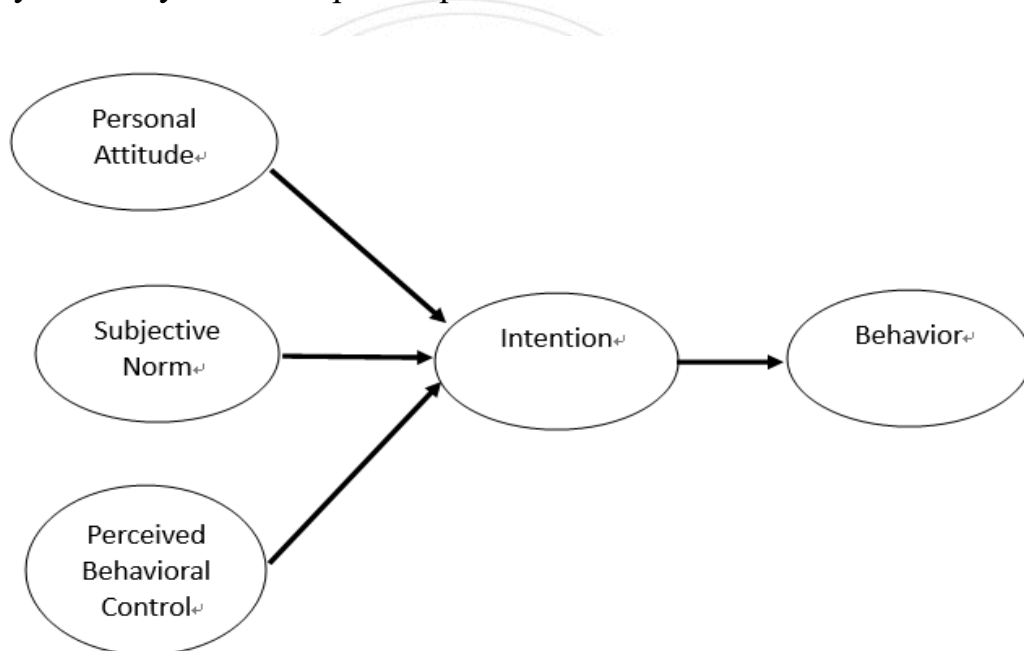 Personal
Attitude
Subjective
Norm
Intention
Behavior
Perceived
Behavioral
Control